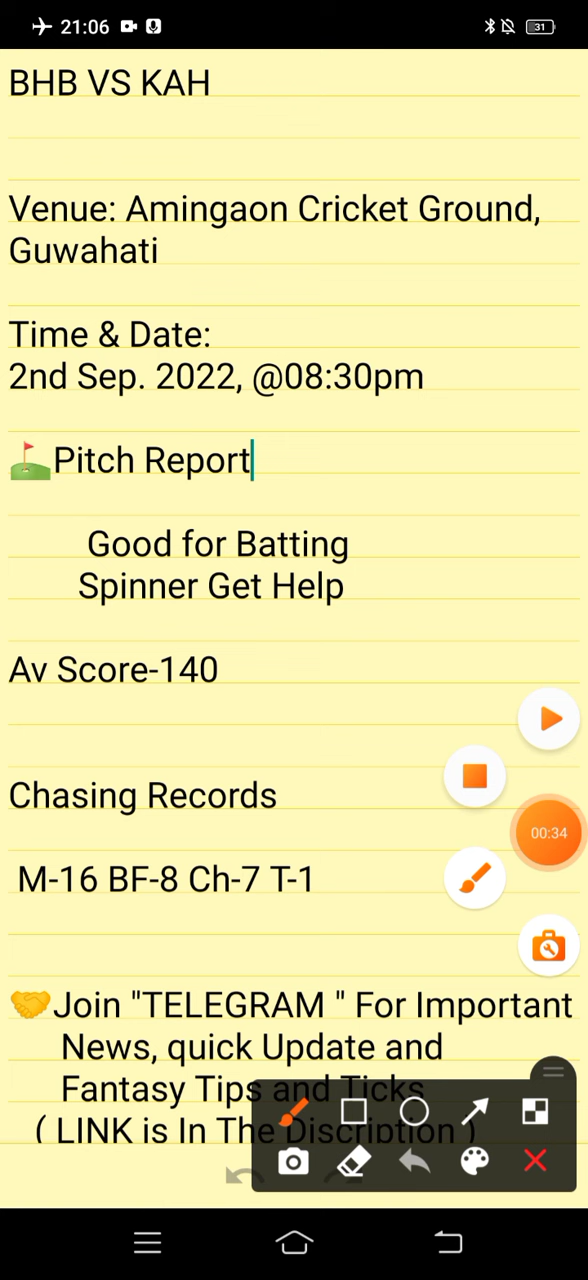 21:06
31
BHB VS KAH
Venue: Amingaon Cricket Ground,
Guwahati
Time & Date:
2nd Sep. 2022, @08:30pm
Pitch Report
Good for Batting
Spinner Get Help
Av Score-140
Chasing Records
00:34
M-16 BF-8 Ch-7 T-1
Join "TELEGRAM " For Important
News, quick Update and
Fantasy Tips and Ticks
( LINK is In The Discription )